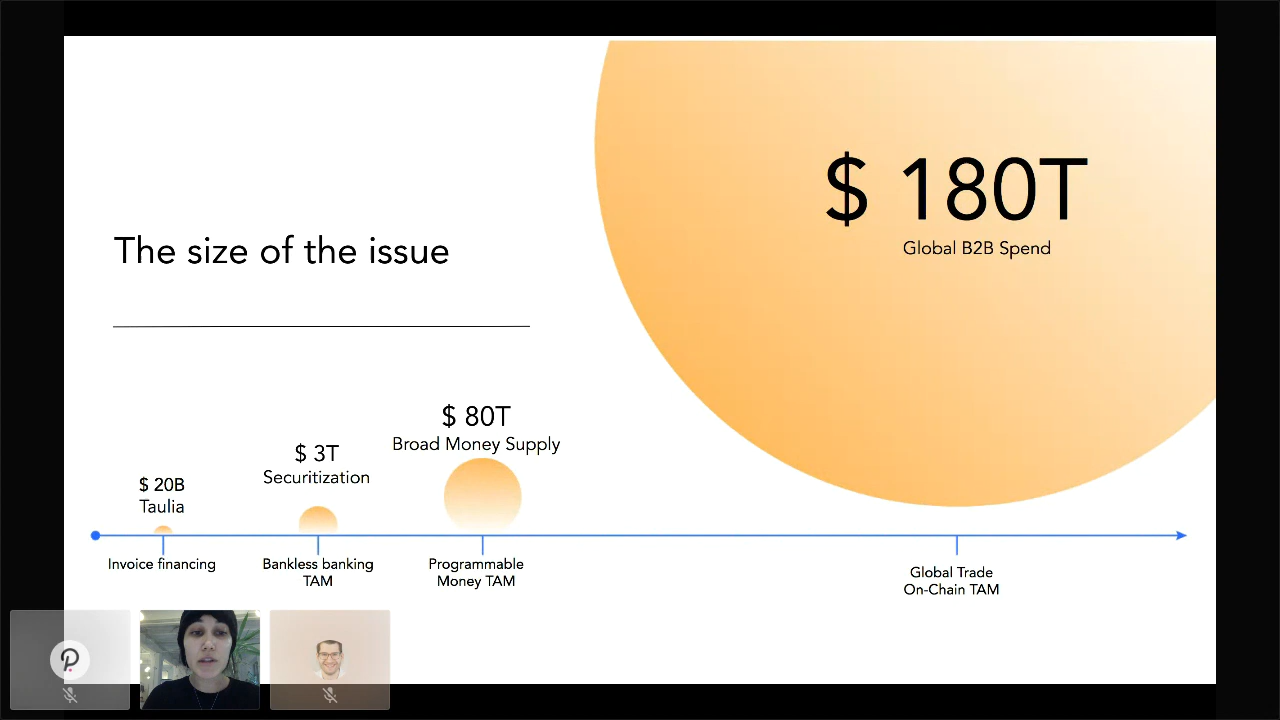 $ 180T
Global B2B Spend
The size of the issue
$ 80T
Broad Money Supply
$ 3T
Securitization
$ 20B
Taulia
Invoice financing
Bankless banking
TAM
Programmable
Money TAM
Global Trade
On-Chain TAM